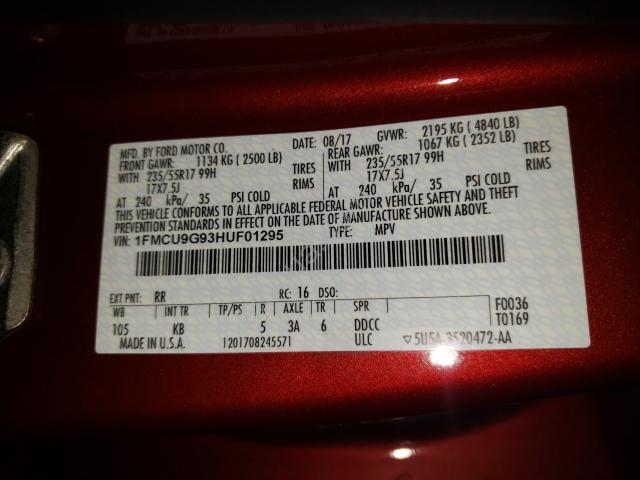 MFD. BY FORD MOTOR CO. 08/17 GVWR: 2195 KG ( 4840 LB)
FRONT GAWR: 1134 KG ( 2500 LB) REAR GAWR: 1067 KG ( 2352 LB)
WITH 235/55R17 99H TIRES WITH 235/55R17 99H TIRES
17X7.5J RIMS 17X7.5J RIMS
AT 240 kPa/ 35 PSI COLD AT 240 kPa/ 35 PSI COLD
THIS VEHICLE CONFORMS TO ALL APPLICABLE FEDERAL MOTOR VEHICLE SAFETY AND THEFT
PREVENTION STANDARDS IN EFFECT ON THE DATE OF MANUFACTURE SHOWN ABOVE.
VIN: 1FMCU9G93HUF01295 TYPE: MPV
EXT PNT: RR RC: 16 DSO: F0036
WB INT TR TP/PS R AXLE TR SPR T0169
105 KB 5 3A 6 DDCC
MADE IN U.S.A. 1201708245571 ULC ▽5U5A-3520472-AA